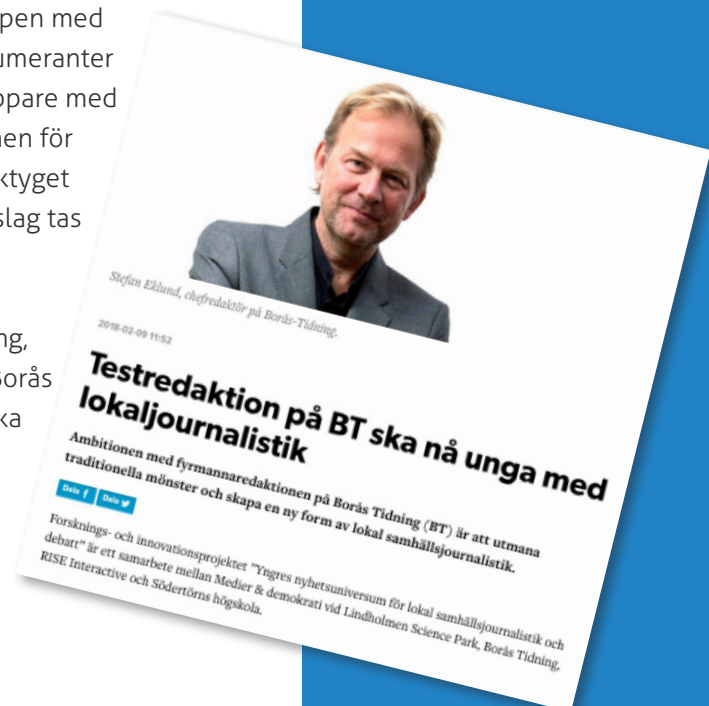 pen med
umeranter
ppare med
nen för
ktyget
slag tas
ng,
Borås
ka
Stefan Eklund, chefredaktör på Borås-Tidning.
2018-02-09 11:52
Testredaktion på BT ska nå unga med
lokaljournalistik
Ambitionen med fyrmannaredaktionen på Borås Tidning (BT) är att utmana
traditionella mönster och skapa en ny form av lokal samhällsjournalistik.
Dela f Dela
Forsknings- och innovationsprojektet ”Yngres nyhetsuniversum för lokal samhällsjournalistik och
debatt” är ett samarbete mellan Medier & demokrati vid Lindholmen Science Park, Borås Tidning,
RISE Interactive och Södertörns högskola.